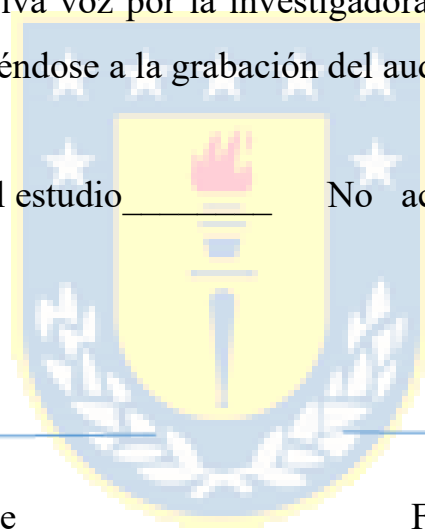 iva voz por la investigadora
éndose a la grabación del aud
l estudio_________ No ac
e F